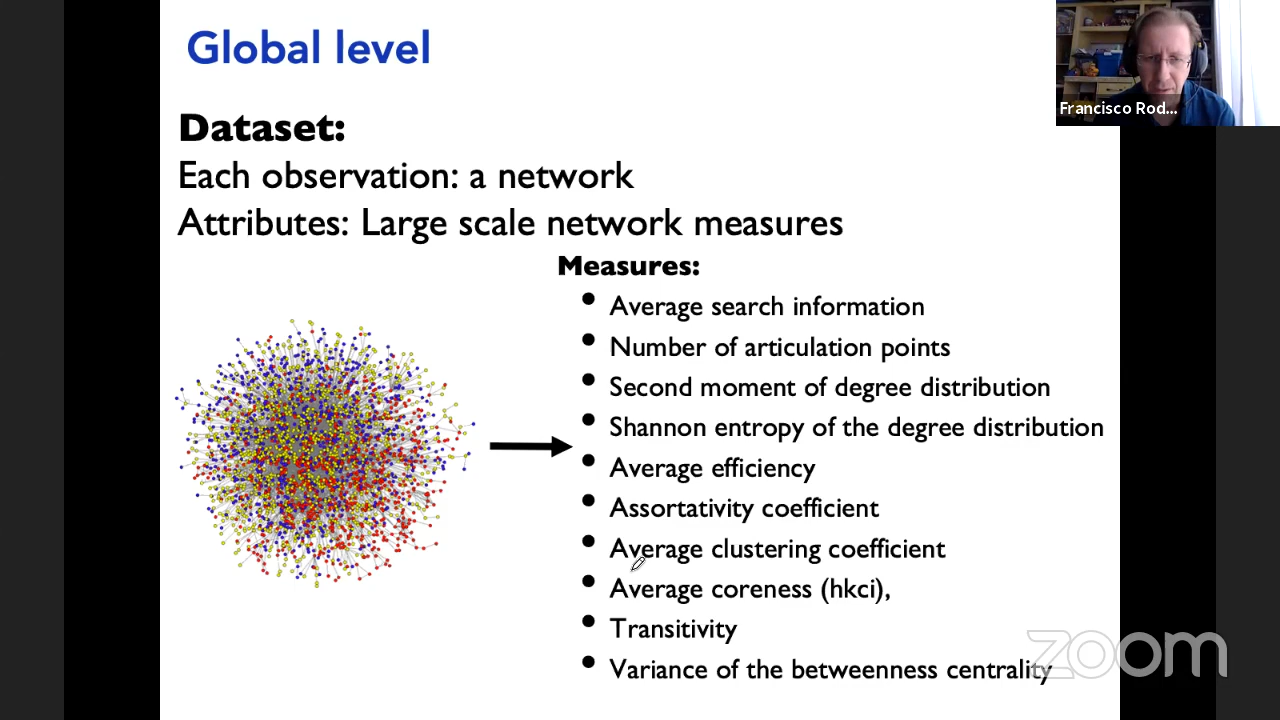 Global level
Francisco Rod...
Dataset:
Each observation: a network
Attributes: Large scale network measures
Measures:
• Average search information
• Number of articulation points
• Second moment of degree distribution
• Shannon entropy of the degree distribution
• Average efficiency
• Assortativity coefficient
• Average clustering coefficient
• Average coreness (hkci),
• Transitivity
• Variance of the betweenness centrality
zoom